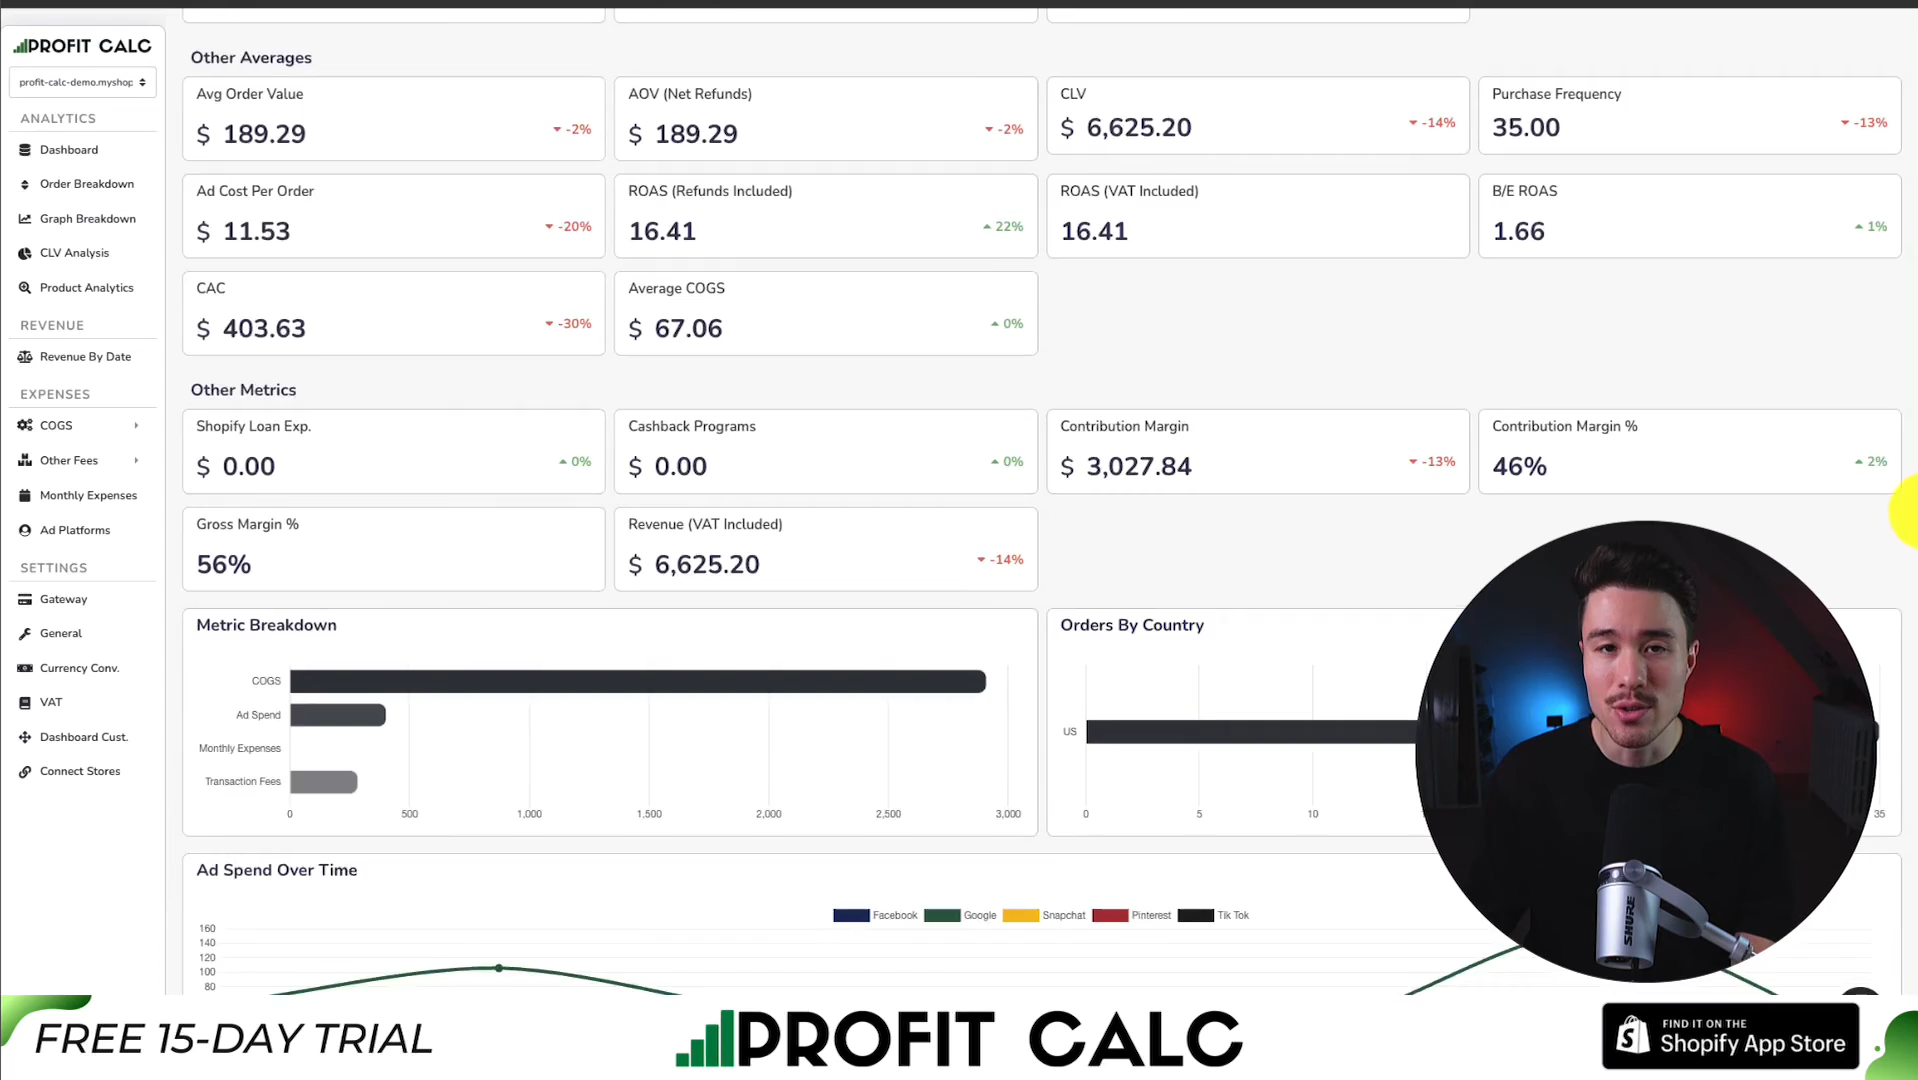 PROFIT CALC
profit-calc-demo.myshop
ANALYTICS
Dashboard
Order Breakdown
Graph Breakdown
CLV Analysis
Product Analytics
REVENUE
Revenue By Date
EXPENSES
COGS
Other Fees
Monthly Expenses
Ad Platforms
SETTINGS
Gateway
General
Currency Conv.
VAT
Dashboard Cust.
Connect Stores
Other Averages
Avg Order Value
$ 189.29
-2%
AOV (Net Refunds)
$ 189.29
-2%
CLV
$ 6,625.20
-14%
Purchase Frequency
35.00
-13%
Ad Cost Per Order
$ 11.53
-20%
ROAS (Refunds Included)
16.41
22%
ROAS (VAT Included)
16.41
B/E ROAS
1.66
1%
CAC
$ 403.63
-30%
Average COGS
$ 67.06
0%
Other Metrics
Shopify Loan Exp.
$ 0.00
0%
Cashback Programs
$ 0.00
0%
Contribution Margin
$ 3,027.84
-13%
Contribution Margin %
46%
2%
Gross Margin %
56%
Revenue (VAT Included)
$ 6,625.20
-14%
Metric Breakdown
COGS
Ad Spend
Monthly Expenses
Transaction Fees
0 500 1,000 1,500 2,000 2,500 3,000
Orders By Country
US
0 5 10 35
Ad Spend Over Time
Facebook Google Snapchat Pinterest Tik Tok
160
140
120
100
80
SHURE
FREE 15-DAY TRIAL
PROFIT CALC
FIND IT ON THE
Shopify App Store